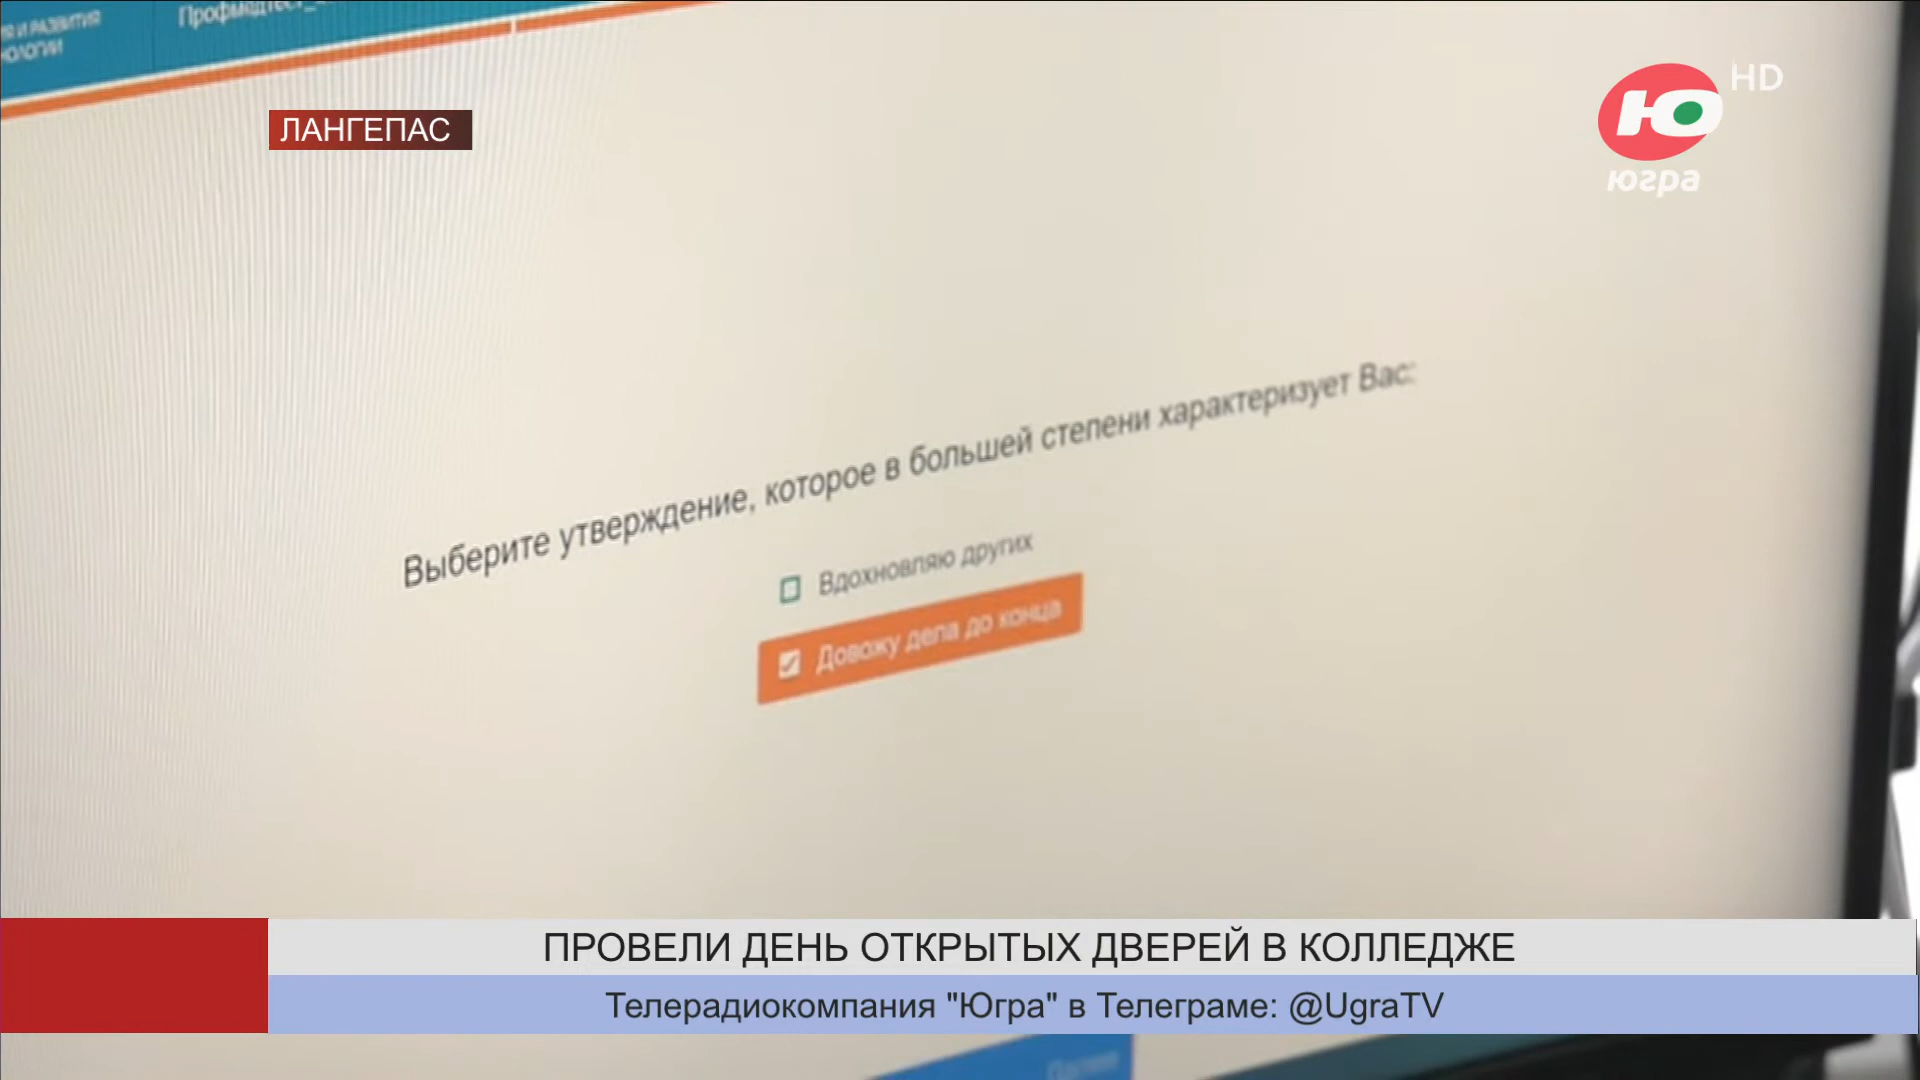 И РАЗВИТИЯ
ЛАНГЕПАС
HD
Ю
югра
Выберите утверждение, которое в большей степени характеризует Вас:
Вдохновляю других
Довожу дела до конца
ПРОВЕЛИ ДЕНЬ ОТКРЫТЫХ ДВЕРЕЙ В КОЛЛЕДЖЕ
Телерадиокомпания "Югра" в Телеграме: @UgraTV